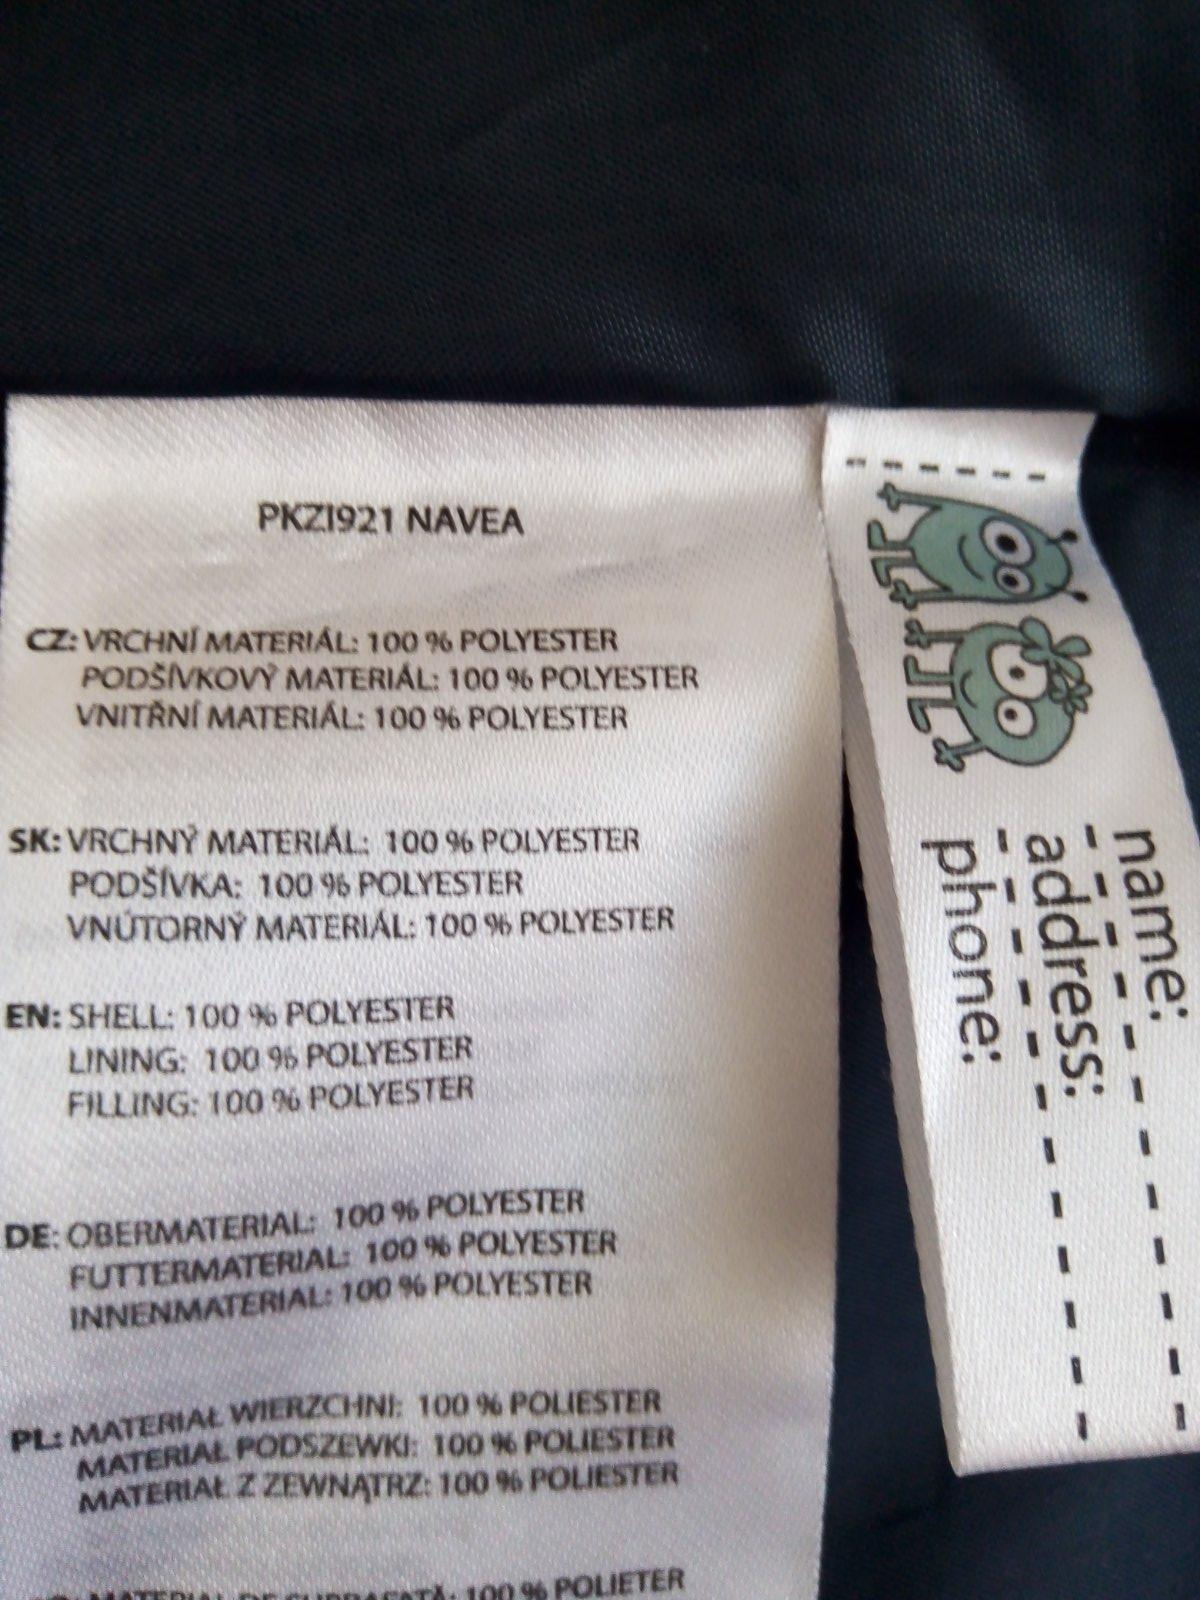 PKZI921 NAVEA
CZ: VRCHNÍ MATERIÁL: 100 % POLYESTER
PODŠÍVKOVÝ MATERIÁL: 100 % POLYESTER
VNITŘNÍ MATERIÁL: 100 % POLYESTER
SK: VRCHNÝ MATERIÁL: 100 % POLYESTER
PODŠÍVKA: 100 % POLYESTER
VNÚTORNÝ MATERIÁL: 100 % POLYESTER
EN: SHELL: 100 % POLYESTER
LINING: 100 % POLYESTER
FILLING: 100 % POLYESTER
DE: OBERMATERIAL: 100 % POLYESTER
FUTTERMATERIAL: 100 % POLYESTER
INNENMATERIAL: 100 % POLYESTER
PL: MATERIAŁ WIERZCHNI: 100 % POLIESTER
MATERIAŁ PODSZEWKI: 100 % POLIESTER
MATERIAŁ Z ZEWNĄTRZ: 100 % POLIESTER
MATERIAL DE SUPRAFAŢĂ: 100 % POLIETER
name:
address:
phone: